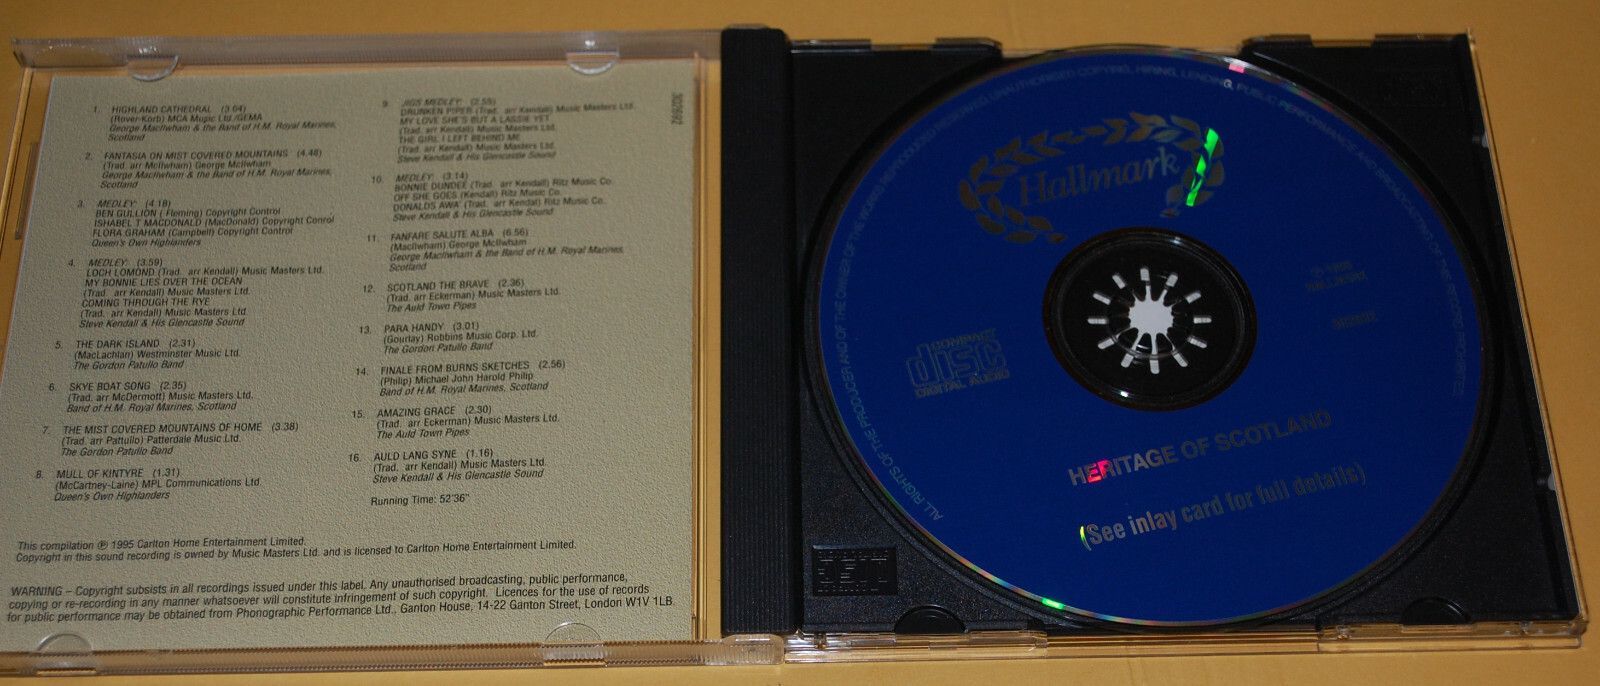 1. HIGHLAND CATHEDRAL (3.04)
(Rover-Korb) MCA Mugic Ltd./GEMA
George MacIlwham & the Band of H.M. Royal Marines,
Scotland
2. FANTASIA ON MIST COVERED MOUNTAINS (4.48)
(Trad. arr McIlwham) George McIlwham
George MacIlwham & the Band of H.M. Royal Marines,
Scotland
3. MEDLEY: (4.18)
BEN GULLION ( Fleming) Copyright Control
ISHABEL T MACDONALD (MacDonald) Copyright Conrol
FLORA GRAHAM (Campbell) Copyright Control
Queen's Own Highlanders
4. MEDLEY: (3.59)
LOCH LOMOND (Trad. arr Kendall) Music Masters Ltd.
MY BONNIE LIES OVER THE OCEAN
(Trad. arr Kendall) Music Masters Ltd.
COMING THROUGH THE RYE
(Trad. arr Kendall) Music Masters Ltd.
Steve Kendall & His Glencastle Sound
5. THE DARK ISLAND (2.31)
(MacLachlan) Westminster Music Ltd.
The Gordon Patullo Band
6. SKYE BOAT SONG (2.35)
(Trad. arr McDermott) Music Masters Ltd.
Band of H.M. Royal Marines, Scotland
7. THE MIST COVERED MOUNTAINS OF HOME (3.38)
(Trad. arr Pattullo) Patterdale Music Ltd.
The Gordon Patullo Band
8. MULL OF KINTYRE (1.31)
(McCartney-Laine) MPL Communications Ltd.
Queen's Own Highlanders
9. JIGS MEDLEY: (2.55)
DRUNKEN PIPER (Trad. arr Kendall) Music Masters Ltd.
MY LOVE SHE'S BUT A LASSIE YET
(Trad. arr Kendall) Music Masters Ltd.
THE GIRL I LEFT BEHIND ME
(Trad. arr Kendall) Music Masters Ltd.
Steve Kendall & His Glencastle Sound
10. MEDLEY: (3.14)
BONNIE DUNDEE (Trad. arr Kendall) Ritz Music Co.
OFF SHE GOES (Kendall) Ritz Music Co.
DONALDS AWA' (Trad. arr Kendal) Ritz Music Co.
Steve Kendall & His Glencastle Sound
11. FANFARE SALUTE ALBA (6.56)
(MacIlwham) George McIlwham
George MacIlwham & the Band of H.M. Royal Marines,
Scotland
12. SCOTLAND THE BRAVE (2.36)
(Trad. arr Eckerman) Music Masters Ltd.
The Auld Town Pipes
13. PARA HANDY (3.01)
(Gourlay) Robbins Music Corp. Ltd.
The Gordon Patullo Band
14. FINALE FROM BURNS SKETCHES (2.56)
(Philip) Michael John Harold Philip
Band of H.M. Royal Marines, Scotland
15. AMAZING GRACE (2.30)
(Trad. arr Eckerman) Music Masters Ltd.
The Auld Town Pipes
16. AULD LANG SYNE (1.16)
(Trad. arr Kendall) Music Masters Ltd.
Steve Kendall & His Glencastle Sound
Running Time: 52'36"
This compilation ℗ 1995 Carlton Home Entertainment Limited.
Copyright in this sound recording is owned by Music Masters Ltd. and is licensed to Carlton Home Entertainment Limited.
WARNING – Copyright subsists in all recordings issued under this label. Any unauthorised broadcasting, public performance,
copying or re-recording in any manner whatsoever will constitute infringement of such copyright. Licences for the use of records
for public performance may be obtained from Phonographic Performance Ltd., Ganton House, 14-22 Ganton Street, London W1V 1LB.
Hallmark
COMPACT
disc
DIGITAL AUDIO
℗ 1995
HERITAGE OF SCOTLAND
(See inlay card for full details)
ALL RIGHTS OF THE PRODUCER AND OF THE OWNER OF THE WORK REPRODUCED RESERVED. UNAUTHORISED COPYING, HIRING, LENDING, PUBLIC PERFORMANCE AND BROADCASTING OF THIS RECORD PROHIBITED